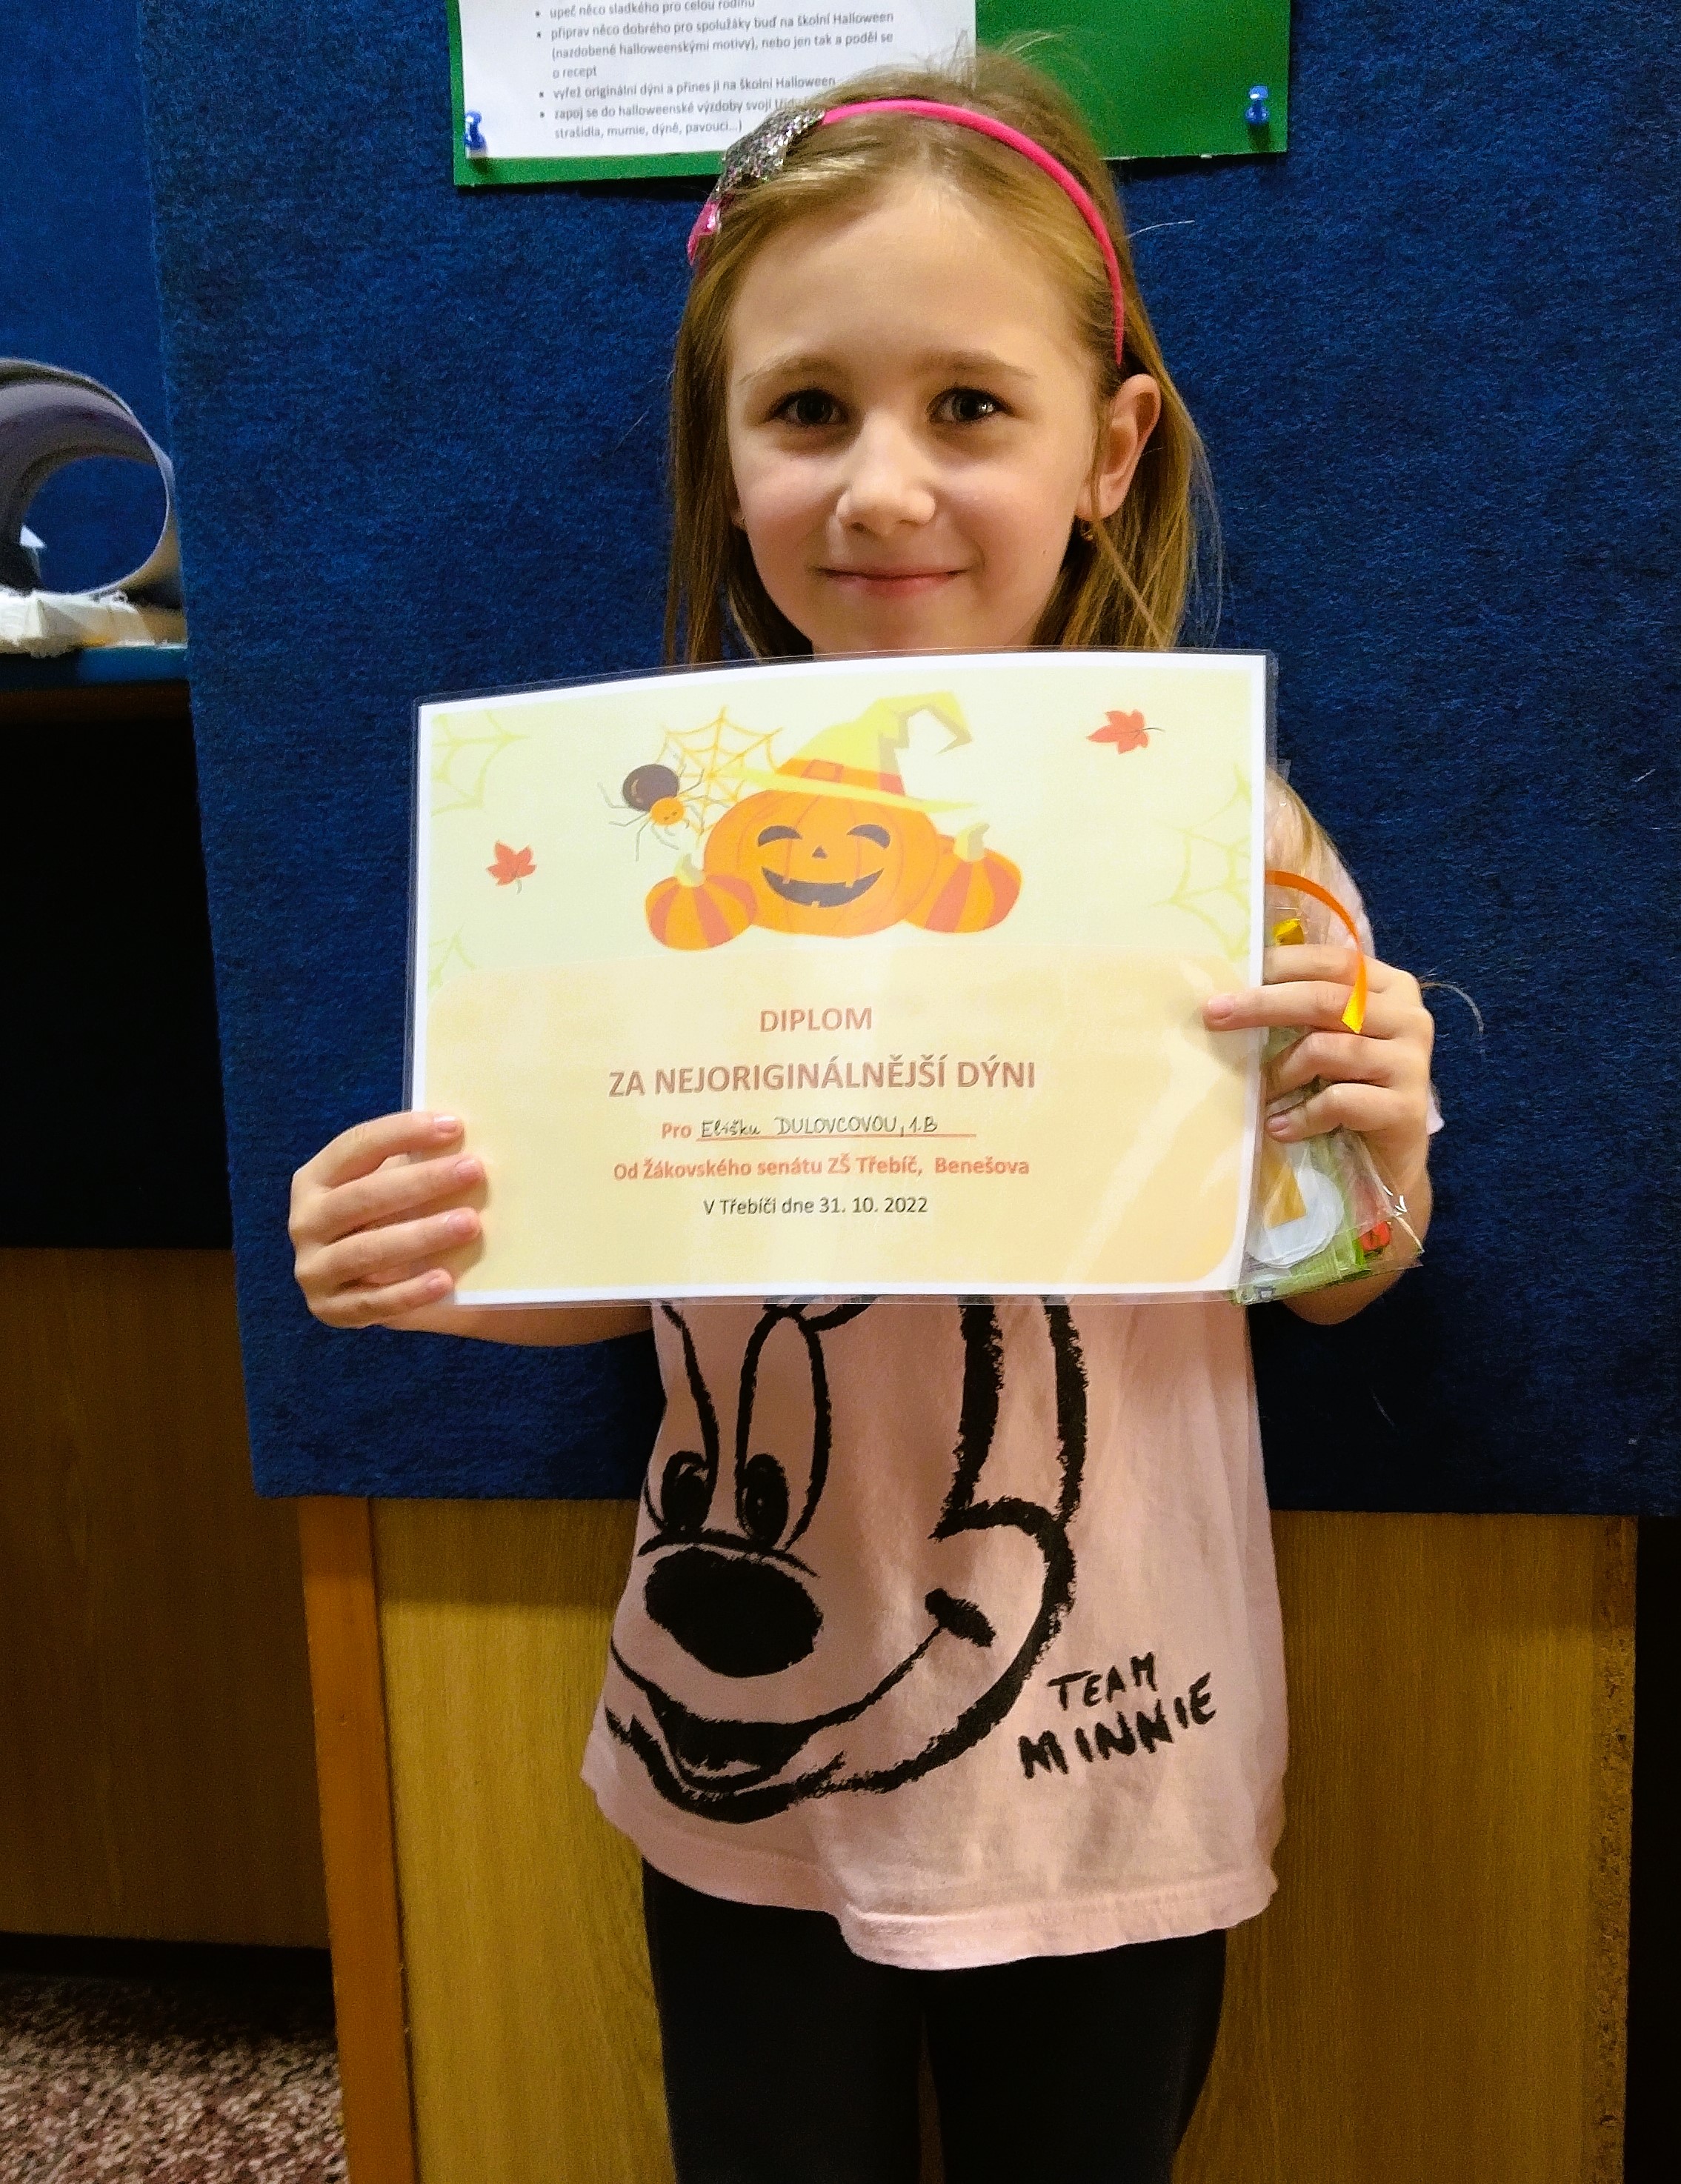 upeč něco sladkého pro celou rodinu
připrav něco dobrého pro spolužáky buď na školní Halloween
(nazdobené halloweenskými motivy), nebo jen tak a poděl se
o recept
vyřež originální dýni a přines ji na školní Halloween
zapoj se do halloweenské výzdoby svojí
strašidla, mumie, dýně, pavouci...)
DIPLOM
ZA NEJORIGINÁLNĚJŠÍ DÝNI
Pro Elišku DULOVCOVOU, 1.B
Od Žákovského senátu ZŠ Třebíč, Benešova
V Třebíči dne 31. 10. 2022
TEAM
MINNIE